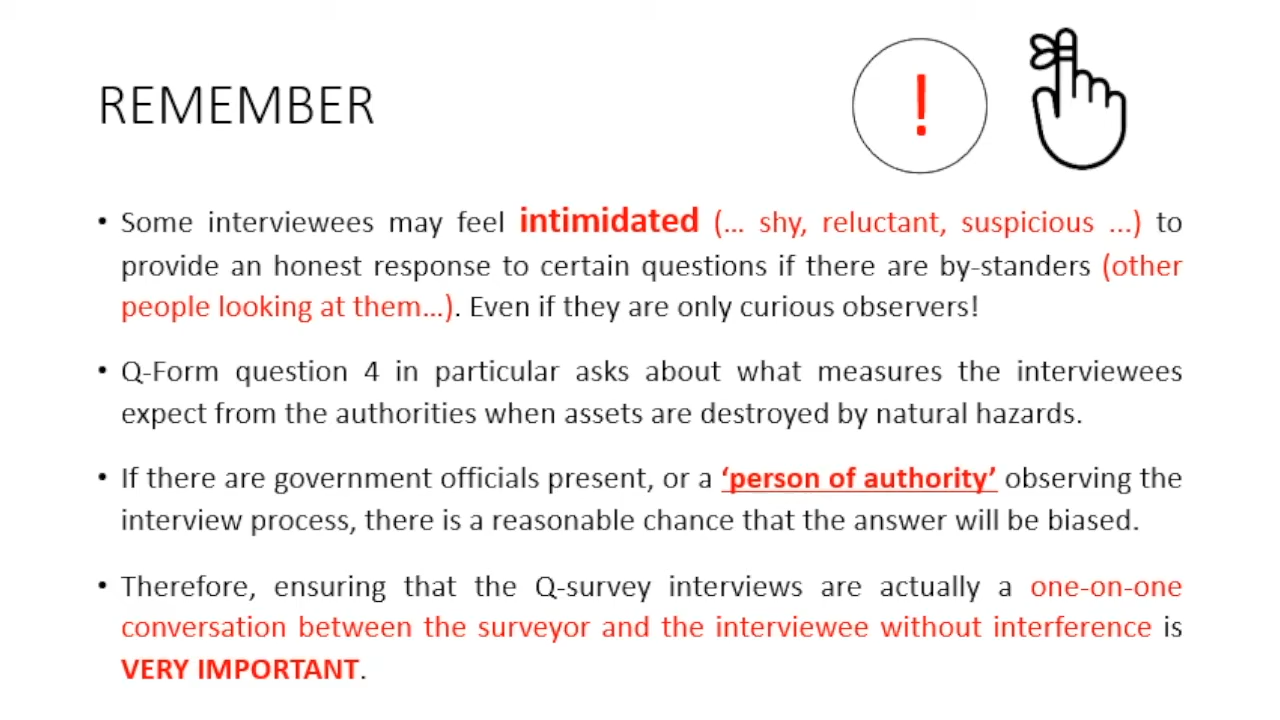 REMEMBER
!
• Some interviewees may feel intimidated (... shy, reluctant, suspicious ...) to
provide an honest response to certain questions if there are by-standers (other
people looking at them...). Even if they are only curious observers!
• Q-Form question 4 in particular asks about what measures the interviewees
expect from the authorities when assets are destroyed by natural hazards.
• If there are government officials present, or a ‘person of authority’ observing the
interview process, there is a reasonable chance that the answer will be biased.
• Therefore, ensuring that the Q-survey interviews are actually a one-on-one
conversation between the surveyor and the interviewee without interference is
VERY IMPORTANT.